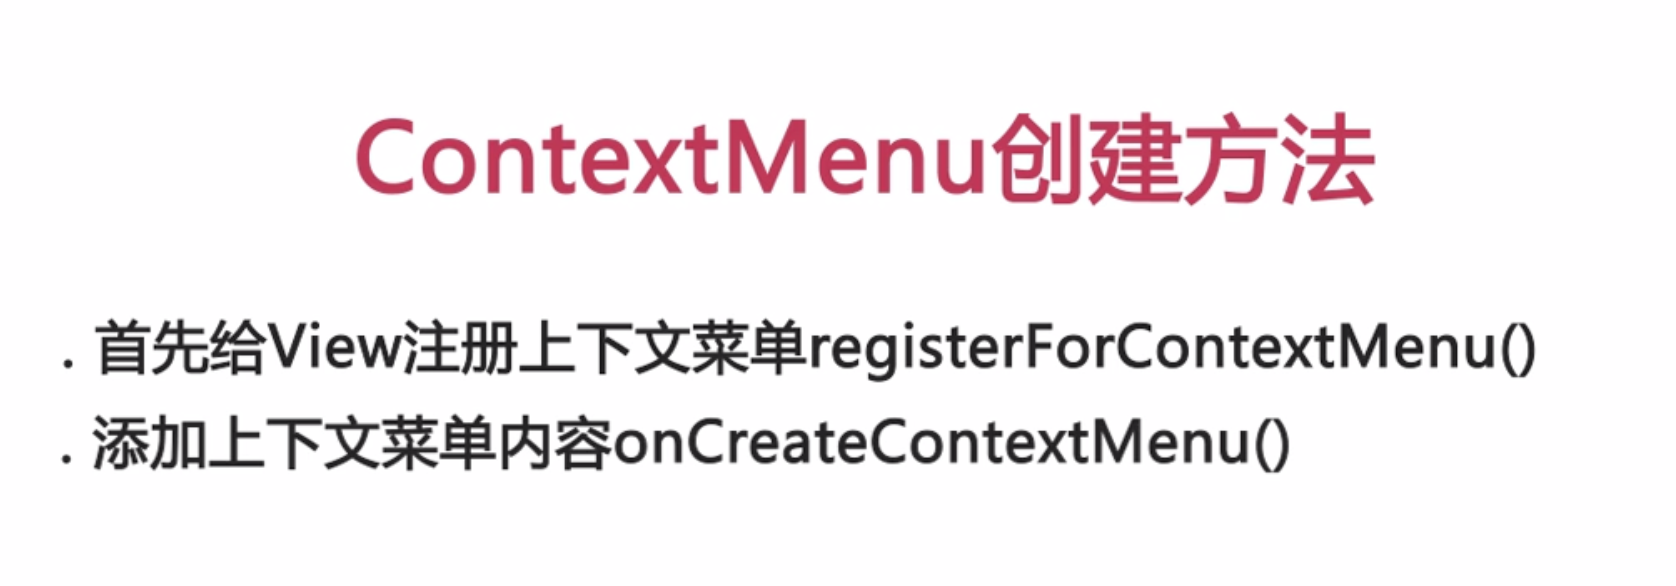 ContextMenu创建方法
. 首先给View注册上下文菜单registerForContextMenu()
. 添加上下文菜单内容onCreateContextMenu()